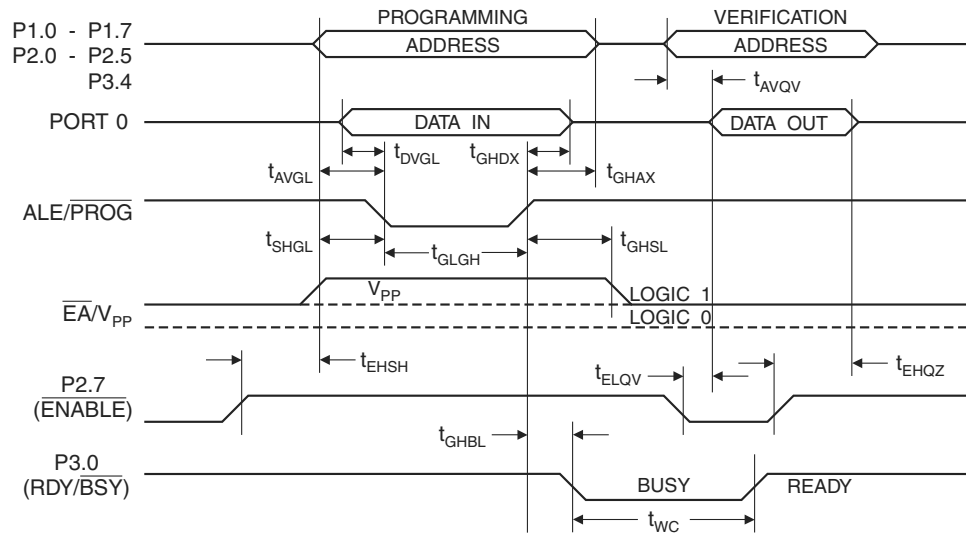 PROGRAMMING VERIFICATION
P1.0 - P1.7
P2.0 - P2.5
P3.4
ADDRESS ADDRESS
tAVQV
PORT 0 DATA IN DATA OUT
tDVGL tGHDX
tAVGL tGHAX
ALE/PROG
tSHGL tGLGH tGHSL
VPP LOGIC 1
EA/VPP LOGIC 0
tEHSH tELQV tEHQZ
P2.7
(ENABLE)
tGHBL
P3.0
(RDY/BSY) BUSY READY
tWC